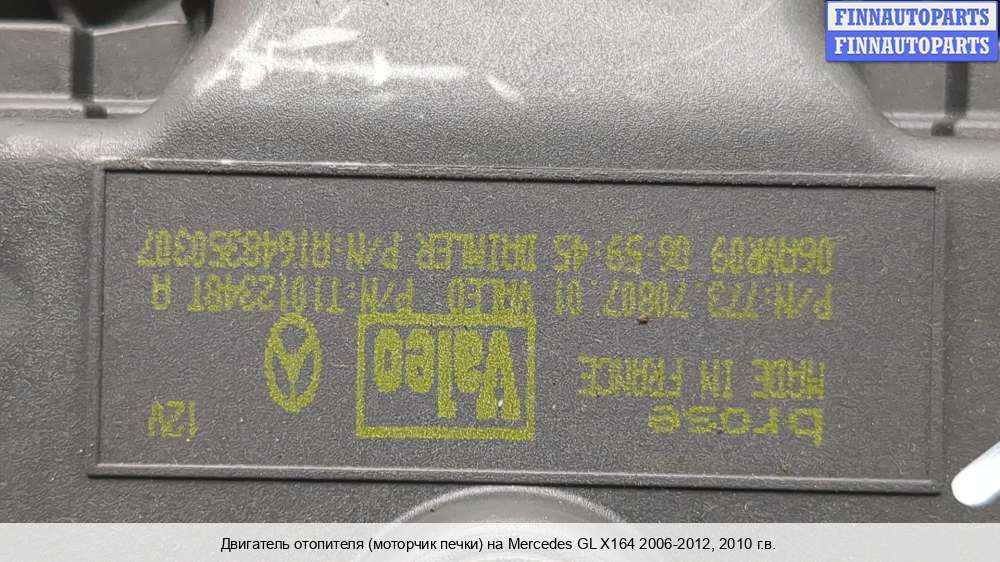 FINNAUTOPARTS
FINNAUTOPARTS
brose Valeo 12V
MADE IN FRANCE
P/N:773.70807.01 VALEO P/N:T1012348T A
06AVR09 06:59:45 DAIMLER P/N:A1648350307
Двигатель отопителя (моторчик печки) на Mercedes GL X164 2006-2012, 2010 г.в.